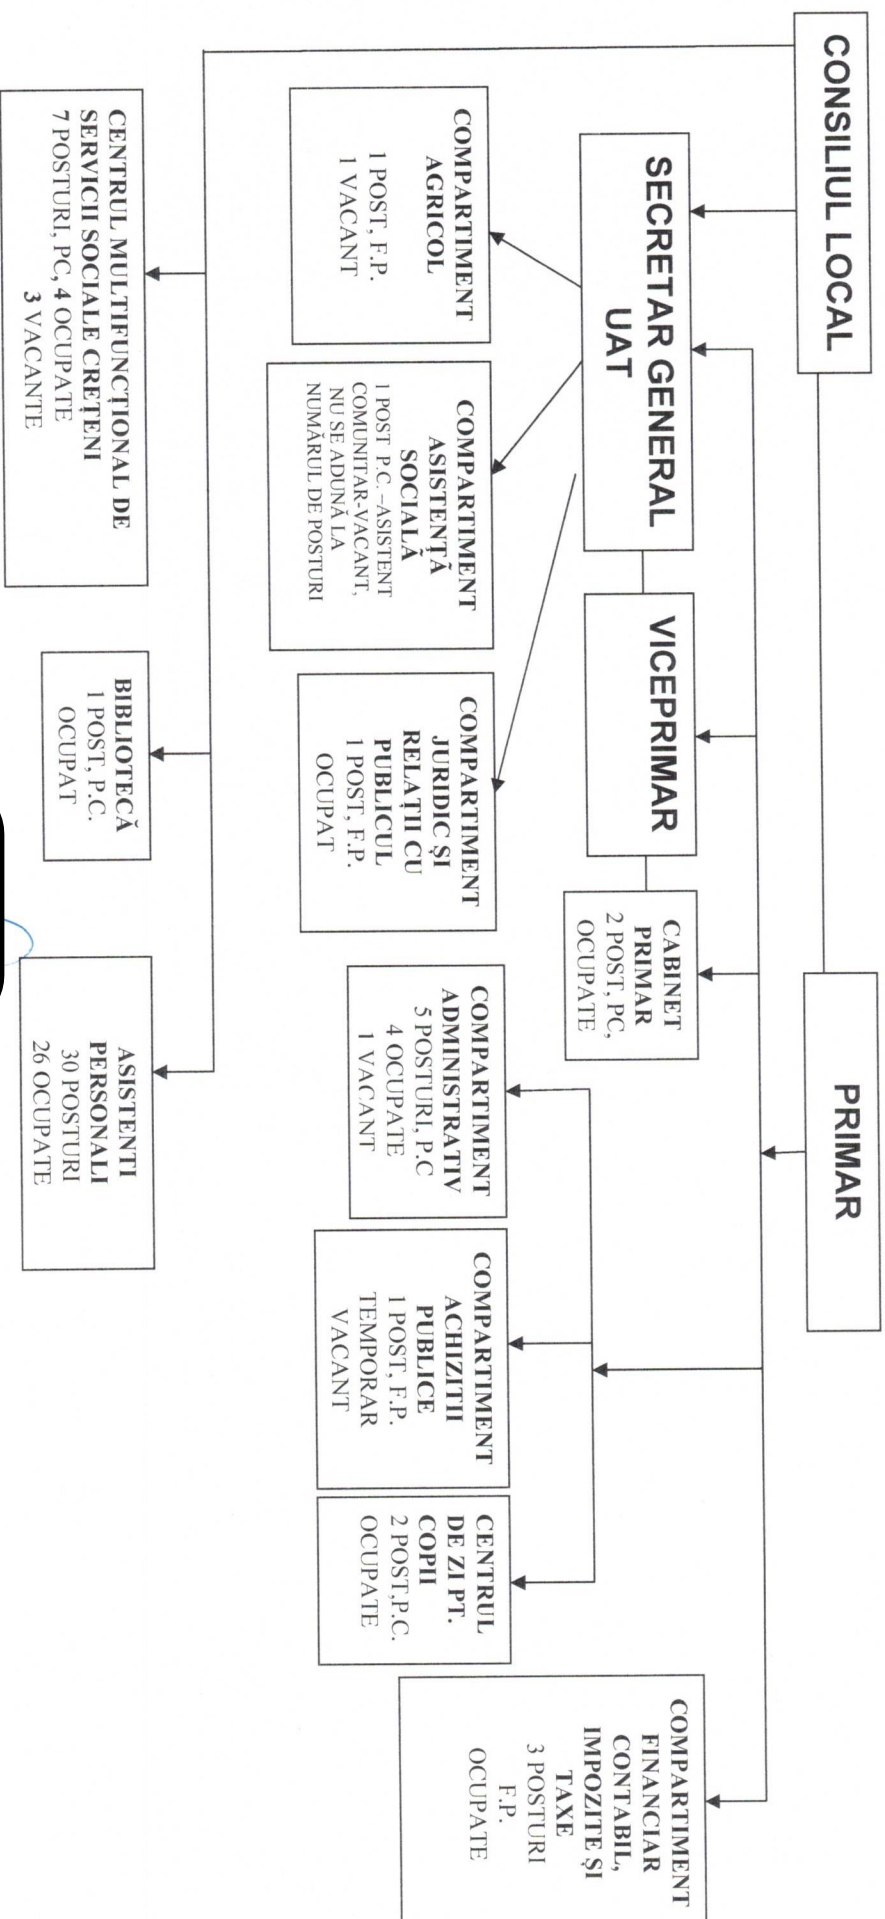 CONSILIUL LOCAL
PRIMAR
SECRETAR GENERAL
UAT
VICEPRIMAR
CABINET
PRIMAR
2 POST, PC,
OCUPATE
COMPARTIMENT
FINANCIAR
CONTABIL,
IMPOZITE ȘI
TAXE
3 POSTURI
F.P.
OCUPATE
COMPARTIMENT
AGRICOL
1 POST, F.P.
1 VACANT
COMPARTIMENT
ASISTENȚĂ
SOCIALĂ
1 POST P.C. –ASISTENT
COMUNITAR-VACANT,
NU SE ADUNĂ LA
NUMĂRUL DE POSTURI
COMPARTIMENT
JURIDIC ȘI
RELAȚII CU
PUBLICUL
1 POST, F.P.
OCUPAT
COMPARTIMENT
ADMINISTRATIV
5 POSTURI, P.C
4 OCUPATE
1 VACANT
COMPARTIMENT
ACHIZITII
PUBLICE
1 POST, F.P.
TEMPORAR
VACANT
CENTRUL
DE ZI PT.
COPII
2 POST,P.C.
OCUPATE
CENTRUL MULTIFUNCȚIONAL DE
SERVICII SOCIALE CREȚENI
7 POSTURI, PC, 4 OCUPATE
3 VACANTE
BIBLIOTECĂ
1 POST, P.C.
OCUPAT
ASISTENTI
PERSONALI
30 POSTURI
26 OCUPATE